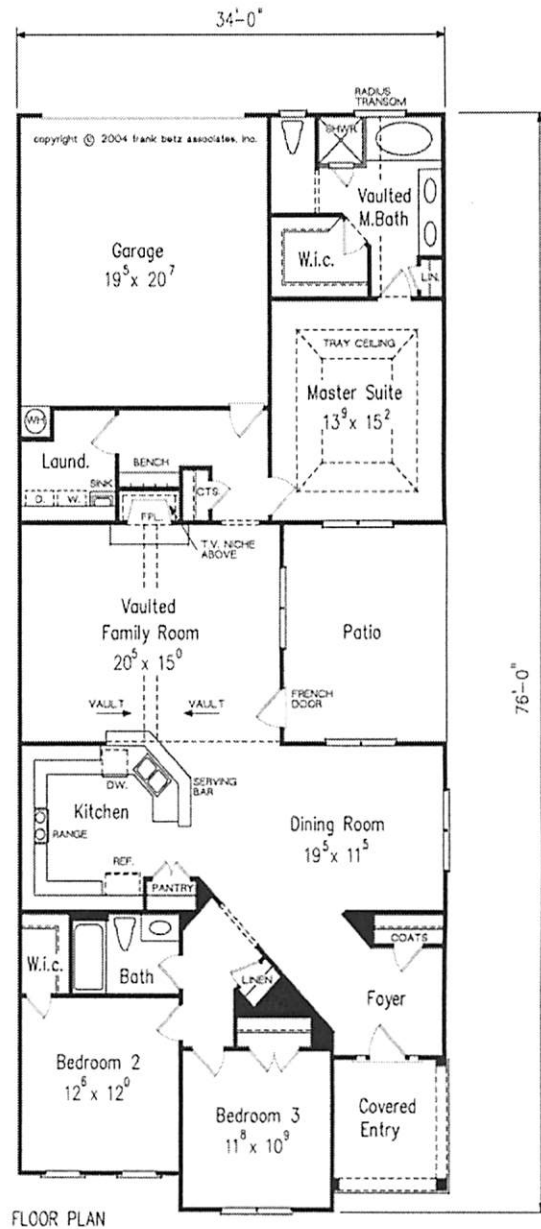 34'-0"
RADIUS
TRANSOM
copyright © 2004 frank betz associates, inc.
SHWR.
Vaulted
M.Bath
Garage
19⁵ x 20⁷
W.i.c.
LIN.
TRAY CEILING
Master Suite
13⁹ x 15²
WH
Laund.
BENCH
SINK
D.
W.
CTS.
FPL.
T.V. NICHE
ABOVE
Vaulted
Family Room
20⁵ x 15⁰
Patio
76'-0"
FRENCH
DOOR
VAULT
VAULT
DW.
SERVING
BAR
Kitchen
RANGE
Dining Room
19⁵ x 11⁵
REF.
PANTRY
COATS
W.i.c.
Bath
LINEN
Foyer
Bedroom 2
12⁶ x 12⁰
Bedroom 3
11⁸ x 10⁹
Covered
Entry
FLOOR PLAN